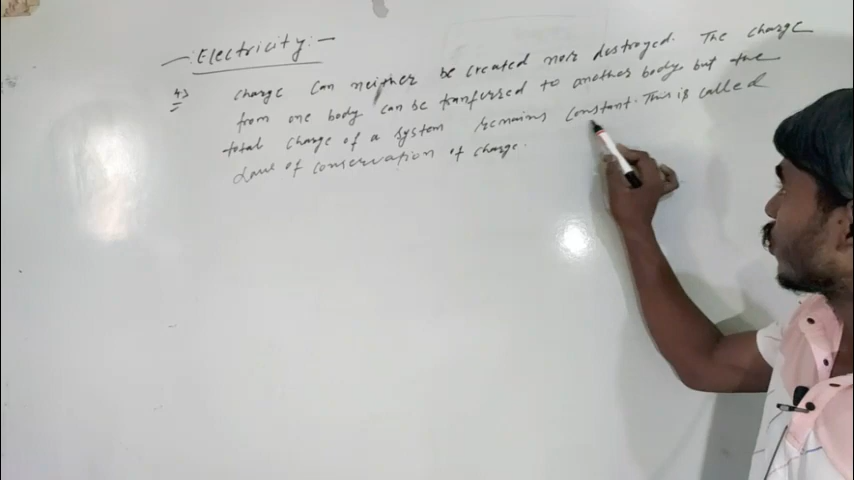 Electricity:-
4) Charge can neither be created nor destroyed. The charge
from one body can be tranferred to another body but the
total charge of a system remains constant. This is called
Law of conservation of charge.